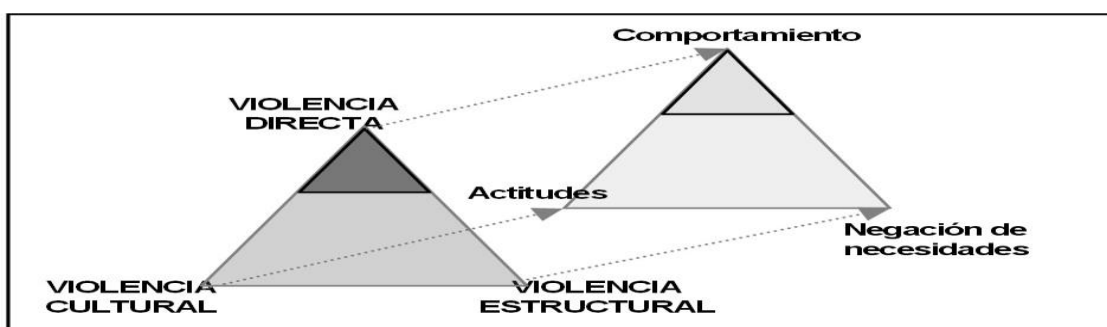 Comportamiento
VIOLENCIA
DIRECTA
Actitudes
Negación de
necesidades
VIOLENCIA
CULTURAL
VIOLENCIA
ESTRUCTURAL